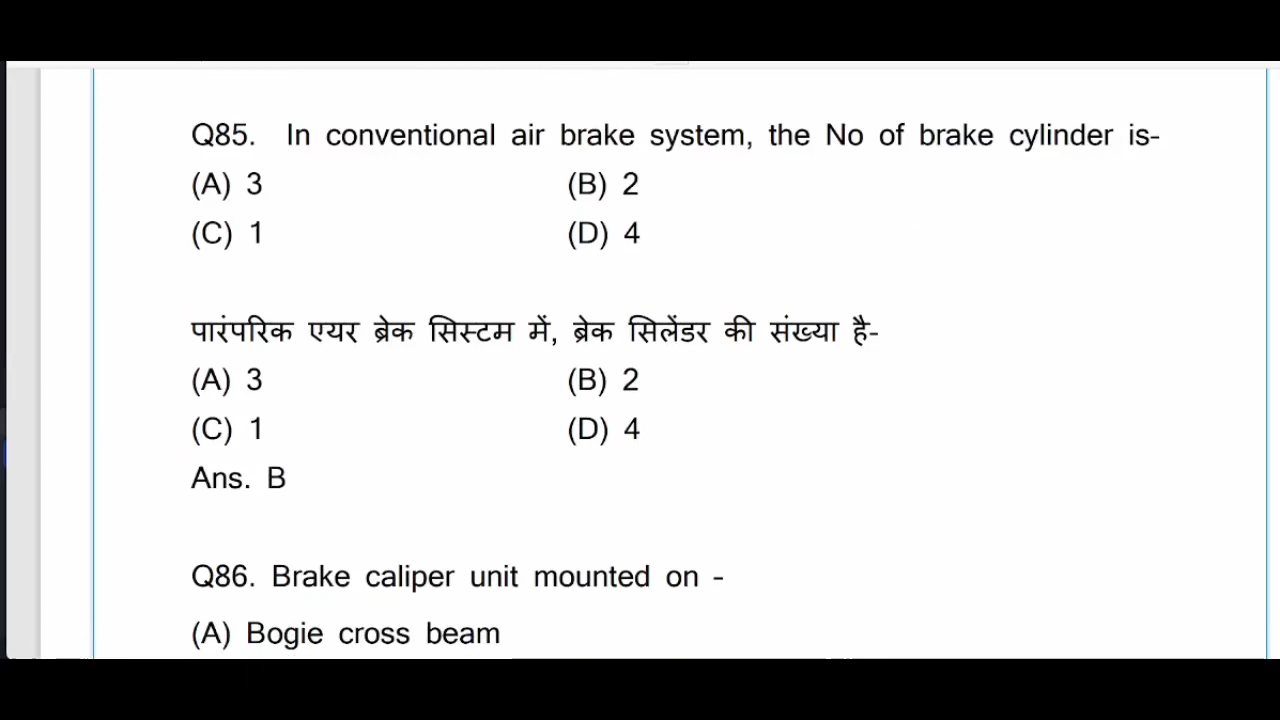 Q85. In conventional air brake system, the No of brake cylinder is-
(A) 3 (B) 2
(C) 1 (D) 4
पारंपरिक एयर ब्रेक सिस्टम में, ब्रेक सिलेंडर की संख्या है-
(A) 3 (B) 2
(C) 1 (D) 4
Ans. B
Q86. Brake caliper unit mounted on -
(A) Bogie cross beam